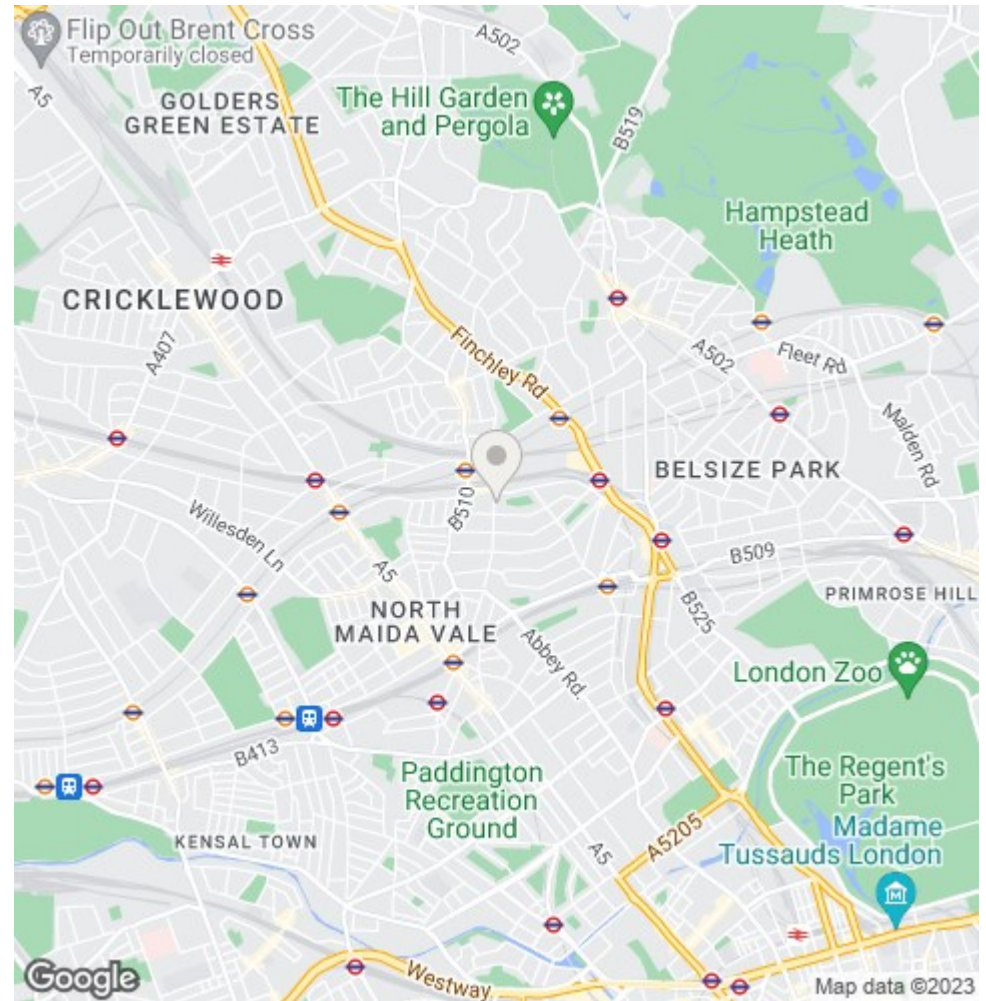 Flip Out Brent Cross
Temporarily closed
A502
A5
GOLDERS
GREEN ESTATE
The Hill Garden
and Pergola
B519
Hampstead
Heath
CRICKLEWOOD
A407
Finchley Rd
A502
Fleet Rd
Malden Rd
BELSIZE PARK
B510
Willesden Ln
A5
B509
PRIMROSE HILL
NORTH
MAIDA VALE
B525
Abbey Rd.
London Zoo
B413
Paddington
Recreation
Ground
The Regent's
Park
KENSAL TOWN
A5
A5205
Madame
Tussauds London
M
Westway
Google
Map data ©2023